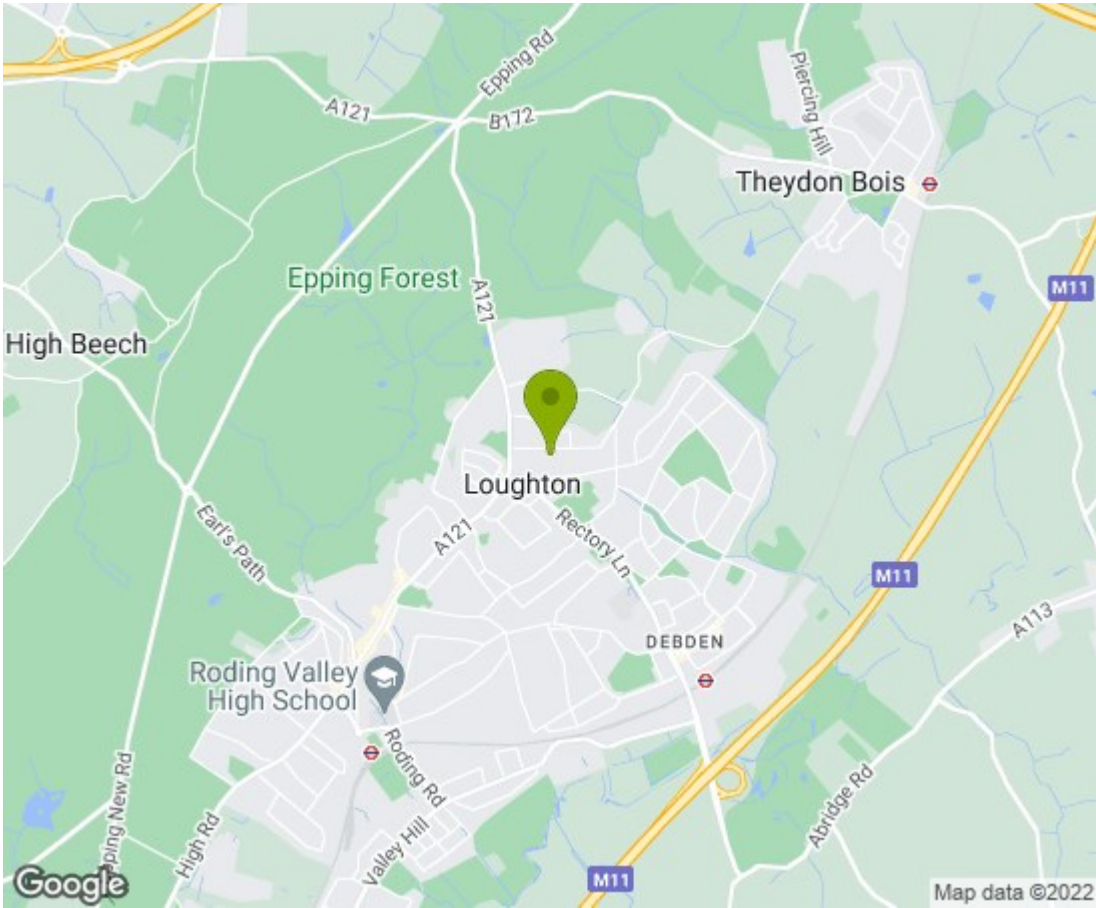 Epping Rd
A121
B172
Piercing Hill
Theydon Bois
Epping Forest
A121
M11
High Beech
Loughton
Earl's Path
A121
Rectory Ln
M11
A113
DEBDEN
Roding Valley
High School
Roding Rd
Epping New Rd
High Rd
Valley Hill
Abridge Rd
M11
Google
Map data ©2022